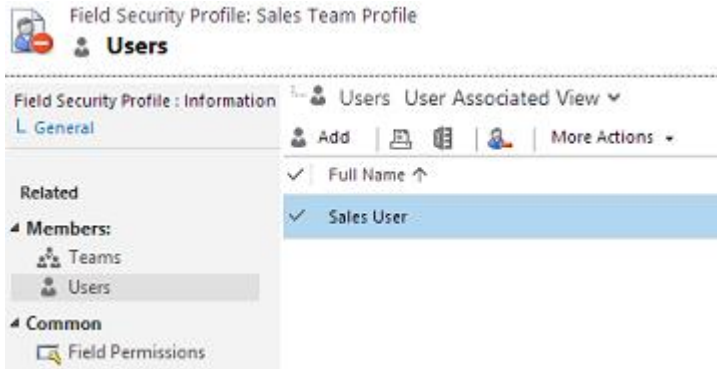 Field Security Profile: Sales Team Profile
Users
Field Security Profile : Information
General
Related
Members:
Teams
Users
Common
Field Permissions
Users User Associated View
Add More Actions
Full Name ↑
Sales User